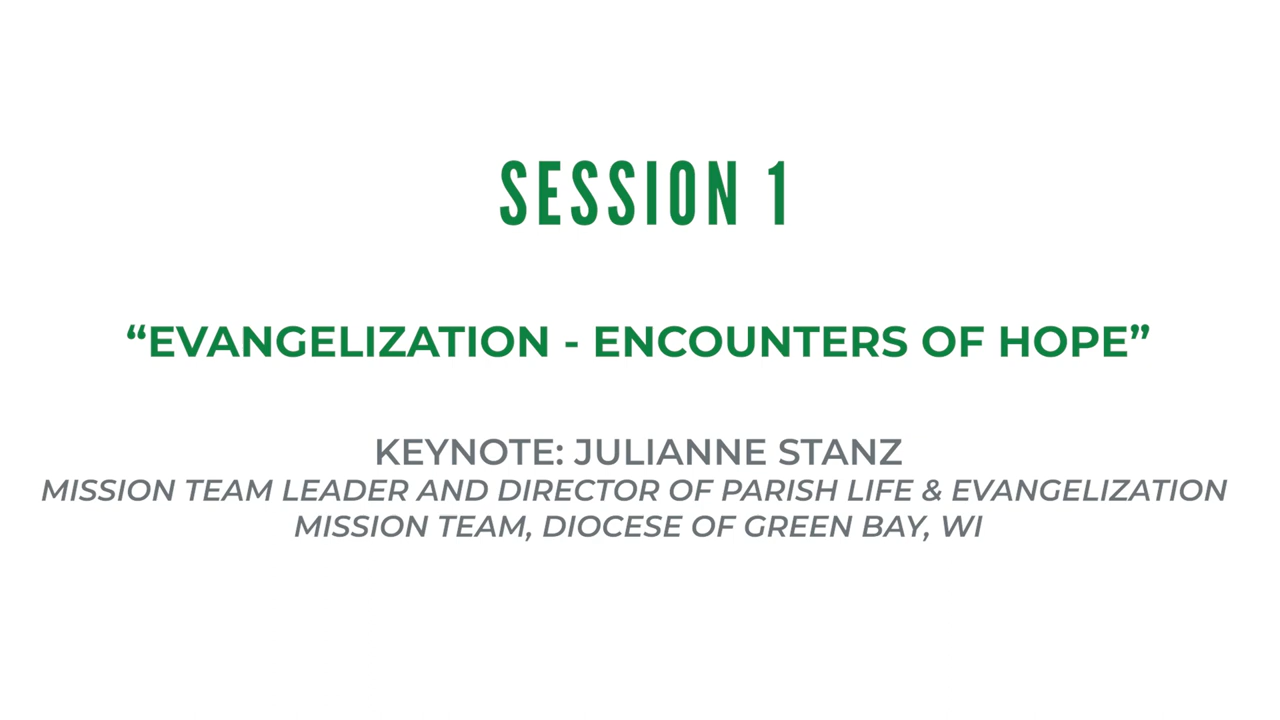 SESSION 1
“EVANGELIZATION - ENCOUNTERS OF HOPE”
KEYNOTE: JULIANNE STANZ
MISSION TEAM LEADER AND DIRECTOR OF PARISH LIFE & EVANGELIZATION
MISSION TEAM, DIOCESE OF GREEN BAY, WI